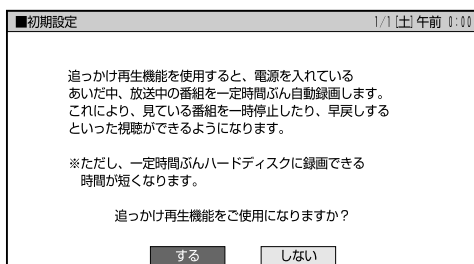 ■初期設定 1/1[土]午前 0:00
追っかけ再生機能を使用すると、電源を入れている
あいだ中、放送中の番組を一定時間ぶん自動録画します。
これにより、見ている番組を一時停止したり、早戻しする
といった視聴ができるようになります。
※ただし、一定時間ぶんハードディスクに録画できる
時間が短くなります。
追っかけ再生機能をご使用になりますか？
する しない